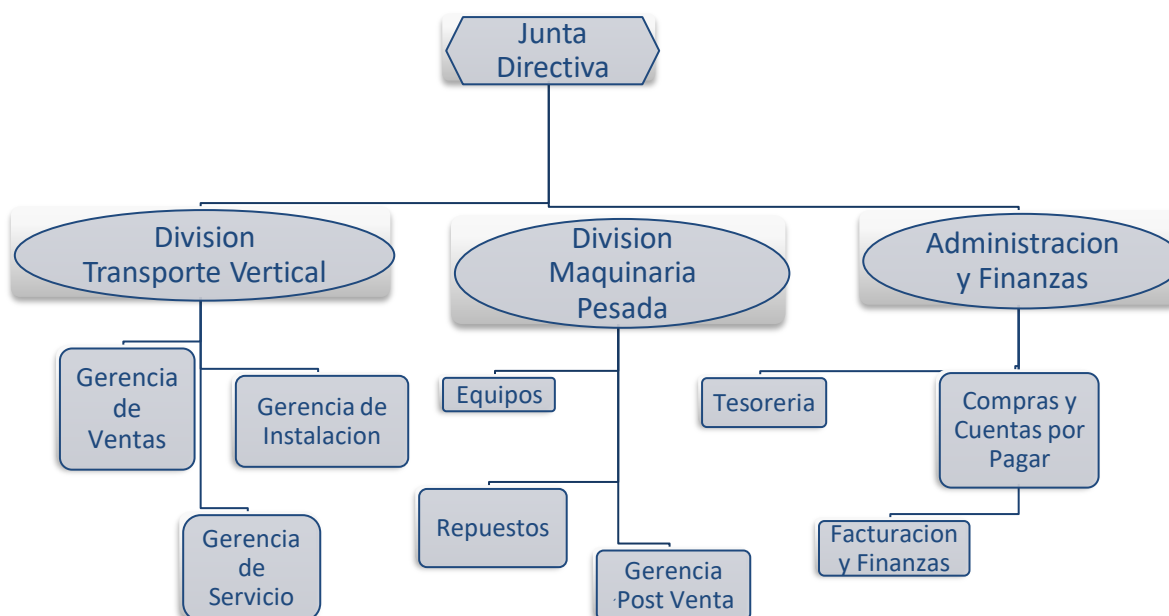 Junta
Directiva
Division
Transporte Vertical
Division
Maquinaria
Pesada
Administracion
y Finanzas
Gerencia
de
Ventas
Gerencia de
Instalacion
Gerencia
de
Servicio
Equipos
Repuestos
Gerencia
Post Venta
Tesoreria
Compras y
Cuentas por
Pagar
Facturacion
y Finanzas